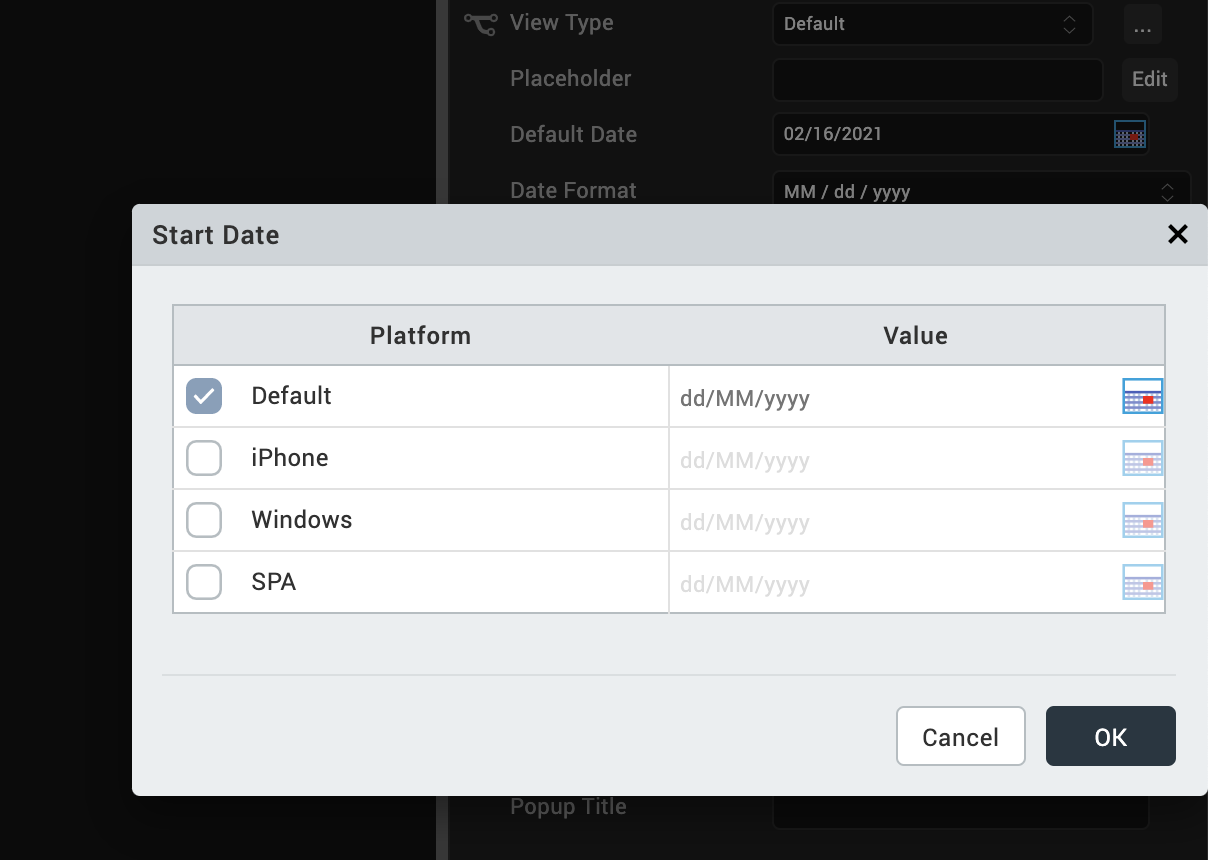 View Type Default ...
Placeholder Edit
Default Date 02/16/2021
Date Format MM / dd / yyyy
Start Date
Platform Value
Default dd/MM/yyyy
iPhone dd/MM/yyyy
Windows dd/MM/yyyy
SPA dd/MM/yyyy
Cancel OK
Popup Title